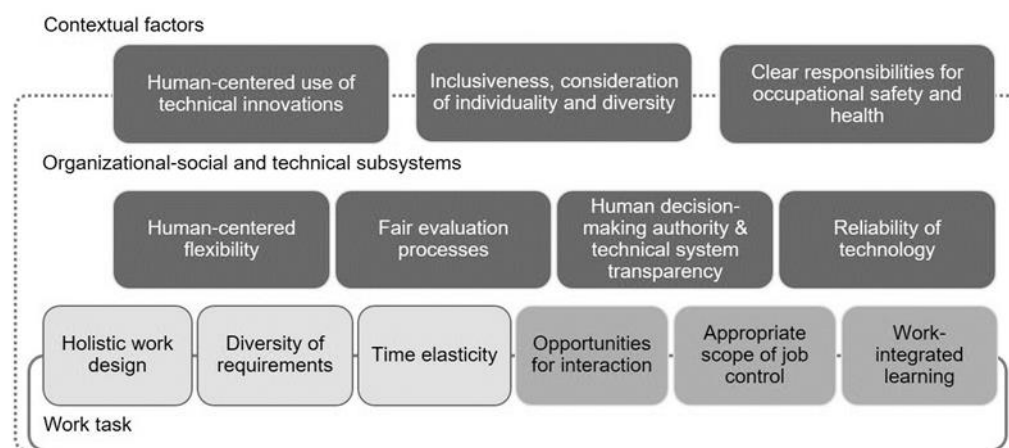 Contextual factors
Human-centered use of
technical innovations
Inclusiveness, consideration
of individuality and diversity
Clear responsibilities for
occupational safety and
health
Organizational-social and technical subsystems
Human-centered
flexibility
Fair evaluation
processes
Human decision-
making authority &
technical system
transparency
Reliability of
technology
Holistic work
design
Diversity of
requirements
Time elasticity
Opportunities
for interaction
Appropriate
scope of job
control
Work-
integrated
learning
Work task